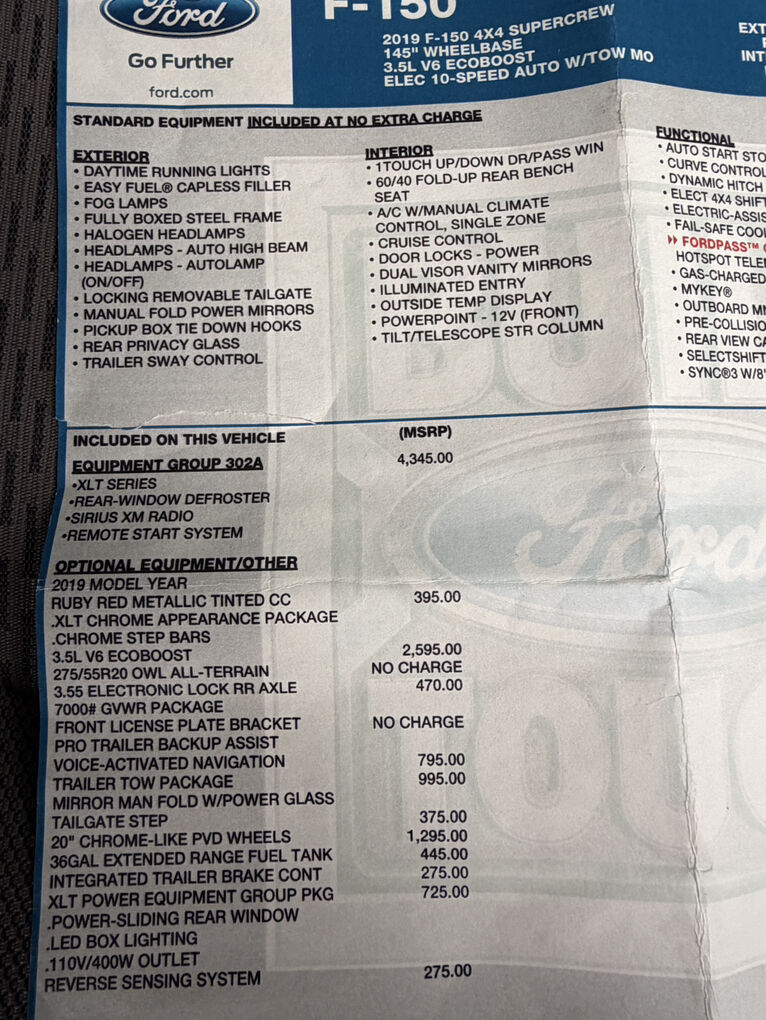 Ford
Go Further
ford.com
F-150
2019 F-150 4X4 SUPERCREW
145" WHEELBASE
3.5L V6 ECOBOOST
ELEC 10-SPEED AUTO W/TOW MO
STANDARD EQUIPMENT INCLUDED AT NO EXTRA CHARGE
EXTERIOR
• DAYTIME RUNNING LIGHTS
• EASY FUEL® CAPLESS FILLER
• FOG LAMPS
• FULLY BOXED STEEL FRAME
• HALOGEN HEADLAMPS
• HEADLAMPS - AUTO HIGH BEAM
• HEADLAMPS - AUTOLAMP
(ON/OFF)
• LOCKING REMOVABLE TAILGATE
• MANUAL FOLD POWER MIRRORS
• PICKUP BOX TIE DOWN HOOKS
• REAR PRIVACY GLASS
• TRAILER SWAY CONTROL
INTERIOR
• 1TOUCH UP/DOWN DR/PASS WIN
• 60/40 FOLD-UP REAR BENCH
SEAT
• A/C W/MANUAL CLIMATE
CONTROL, SINGLE ZONE
• CRUISE CONTROL
• DOOR LOCKS - POWER
• DUAL VISOR VANITY MIRRORS
• ILLUMINATED ENTRY
• OUTSIDE TEMP DISPLAY
• POWERPOINT - 12V (FRONT)
• TILT/TELESCOPE STR COLUMN
FUNCTIONAL
• AUTO START STO
• CURVE CONTROL
• DYNAMIC HITCH
• ELECT 4X4 SHIFT
• ELECTRIC-ASSIS
• FAIL-SAFE COOL
FORDPASS™
HOTSPOT TELE
• GAS-CHARGED
• MYKEY®
• OUTBOARD
• PRE-COLLISIO
• REAR VIEW CA
• SELECTSHIFT
• SYNC®3 W/8"
INCLUDED ON THIS VEHICLE (MSRP)
EQUIPMENT GROUP 302A 4,345.00
•XLT SERIES
•REAR-WINDOW DEFROSTER
•SIRIUS XM RADIO
•REMOTE START SYSTEM
OPTIONAL EQUIPMENT/OTHER
2019 MODEL YEAR
RUBY RED METALLIC TINTED CC 395.00
.XLT CHROME APPEARANCE PACKAGE
.CHROME STEP BARS
3.5L V6 ECOBOOST 2,595.00
275/55R20 OWL ALL-TERRAIN NO CHARGE
3.55 ELECTRONIC LOCK RR AXLE 470.00
7000# GVWR PACKAGE
FRONT LICENSE PLATE BRACKET NO CHARGE
PRO TRAILER BACKUP ASSIST
VOICE-ACTIVATED NAVIGATION 795.00
TRAILER TOW PACKAGE 995.00
MIRROR MAN FOLD W/POWER GLASS
TAILGATE STEP 375.00
20" CHROME-LIKE PVD WHEELS 1,295.00
36GAL EXTENDED RANGE FUEL TANK 445.00
INTEGRATED TRAILER BRAKE CONT 275.00
XLT POWER EQUIPMENT GROUP PKG 725.00
.POWER-SLIDING REAR WINDOW
.LED BOX LIGHTING
.110V/400W OUTLET
REVERSE SENSING SYSTEM 275.00